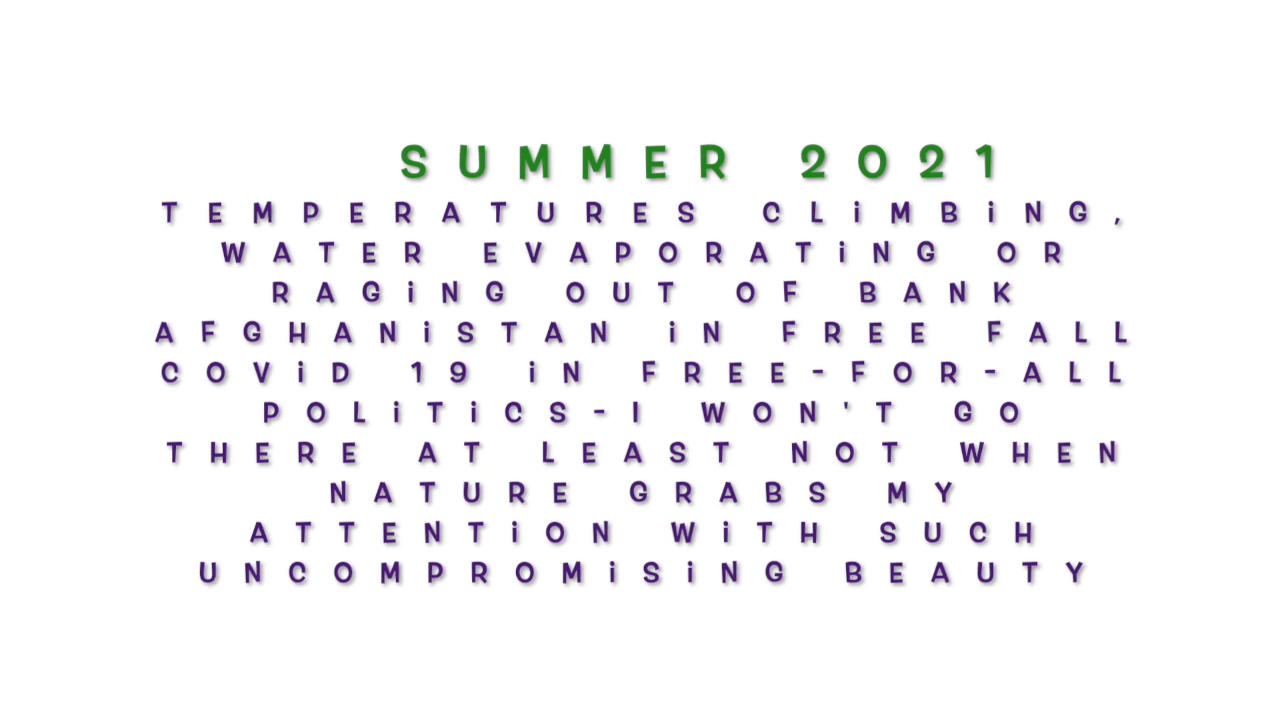 SUMMER 2021
TEMPERATURES CLiMBiNG,
WATER EVAPORATiNG OR
RAGiNG OUT OF BANK
AFGHANiSTAN iN FREE FALL
COViD 19 iN FREE-FOR-ALL
POLiTiCS-I WON'T GO
THERE AT LEAST NOT WHEN
NATURE GRABS MY
ATTENTiON WiTH SUCH
UNCOMPROMiSiNG BEAUTY